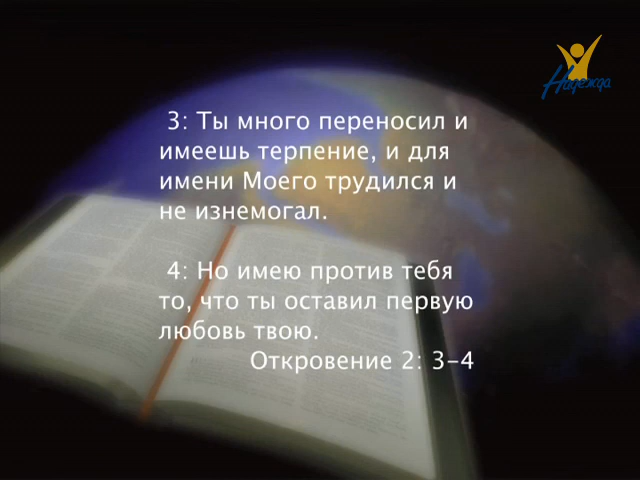 Надежда
3: Ты много переносил и
имеешь терпение, и для
имени Моего трудился и
не изнемогал.
4: Но имею против тебя
то, что ты оставил первую
любовь твою.
Откровение 2: 3-4